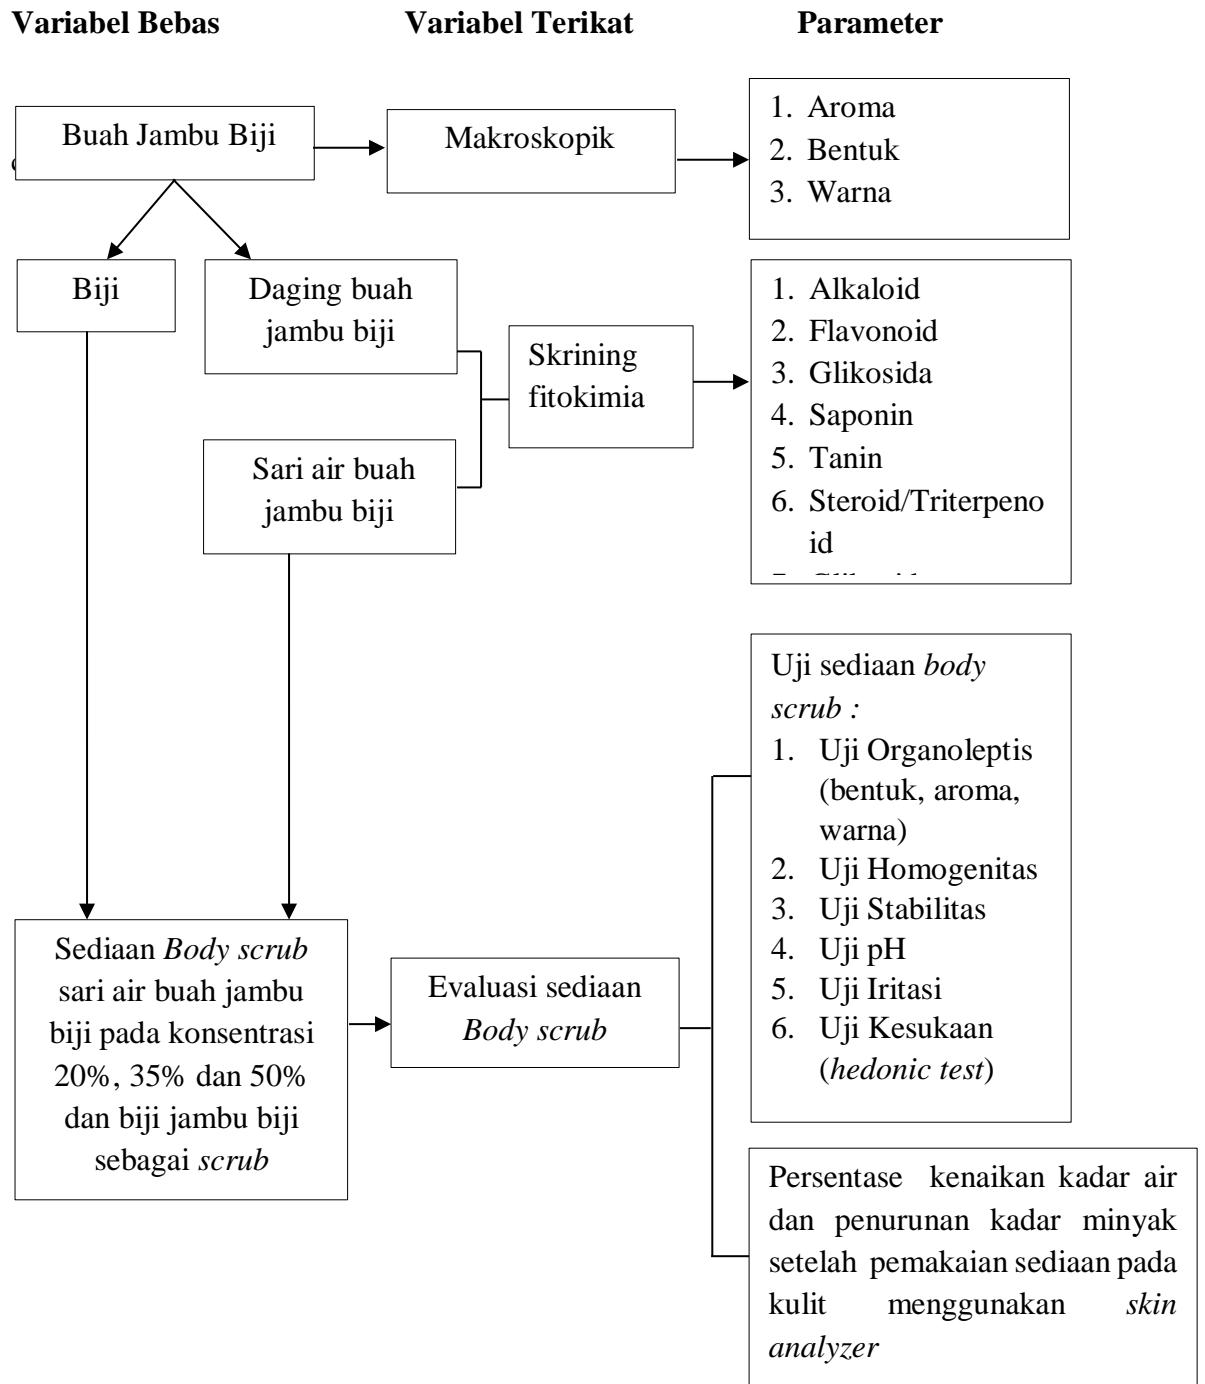 Variabel Bebas Variabel Terikat Parameter
Buah Jambu Biji
Makroskopik
1. Aroma
2. Bentuk
3. Warna
Biji
Daging buah
jambu biji
Sari air buah
jambu biji
Skrining
fitokimia
1. Alkaloid
2. Flavonoid
3. Glikosida
4. Saponin
5. Tanin
6. Steroid/Triterpeno
id
Sediaan Body scrub
sari air buah jambu
biji pada konsentrasi
20%, 35% dan 50%
dan biji jambu biji
sebagai scrub
Evaluasi sediaan
Body scrub
Uji sediaan body
scrub :
1. Uji Organoleptis
(bentuk, aroma,
warna)
2. Uji Homogenitas
3. Uji Stabilitas
4. Uji pH
5. Uji Iritasi
6. Uji Kesukaan
(hedonic test)
Persentase kenaikan kadar air
dan penurunan kadar minyak
setelah pemakaian sediaan pada
kulit menggunakan skin
analyzer